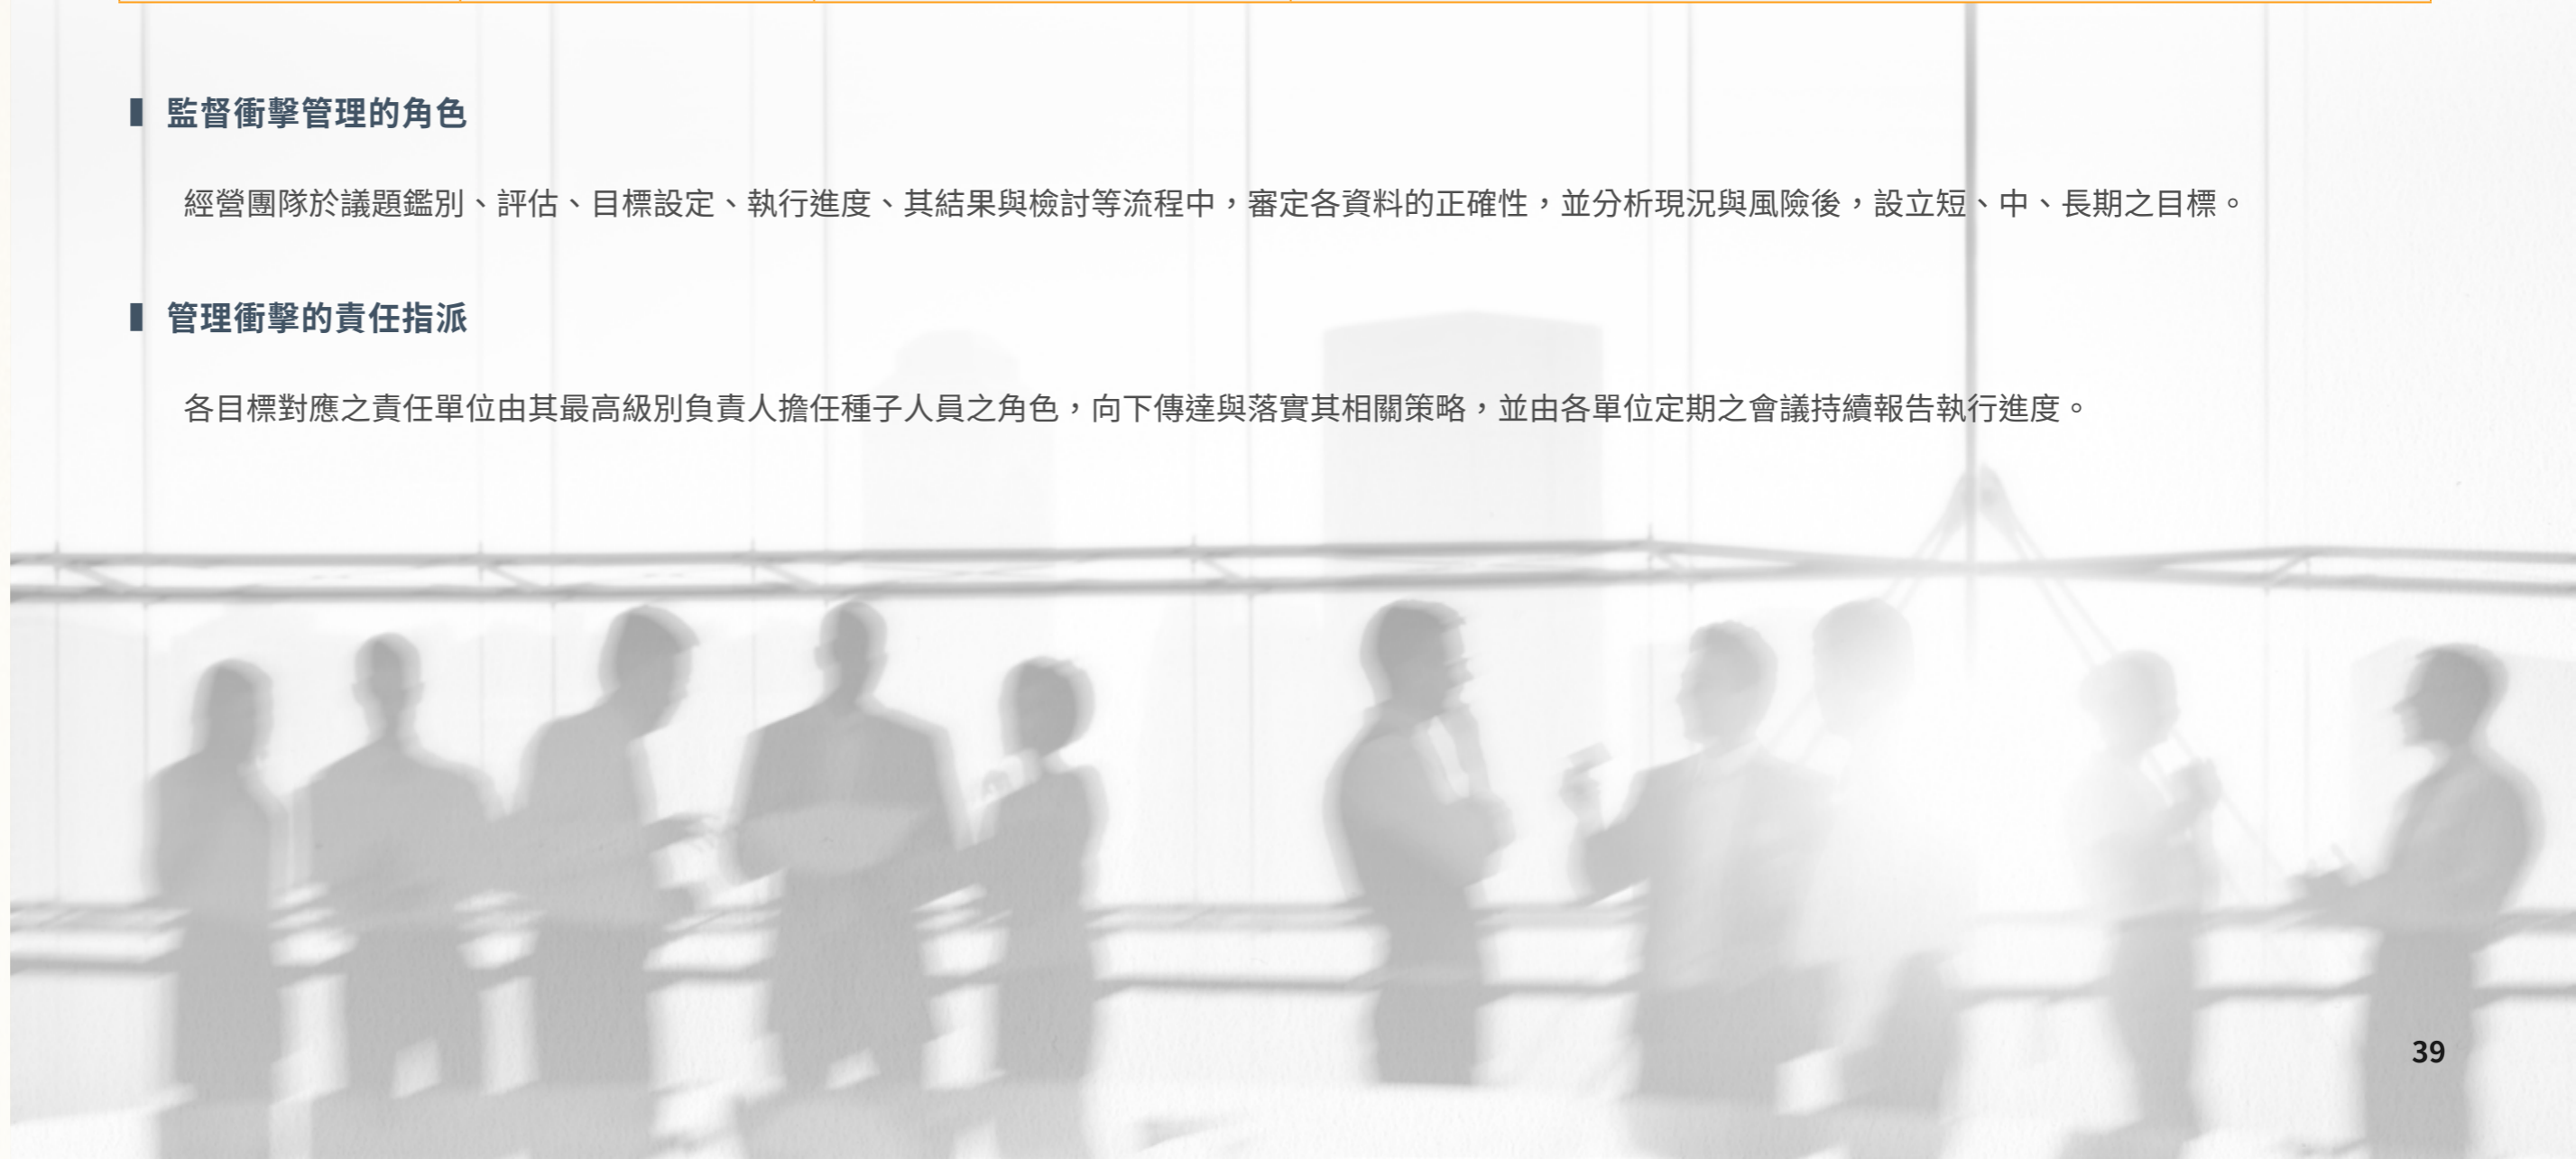 監督衝擊管理的角色
經營團隊於議題鑑別、評估、目標設定、執行進度、其結果與檢討等流程中，審定各資料的正確性，並分析現況與風險後，設立短、中、長期之目標。
管理衝擊的責任指派
各目標對應之責任單位由其最高級別負責人擔任種子人員之角色，向下傳達與落實其相關策略，並由各單位定期之會議持續報告執行進度。
39